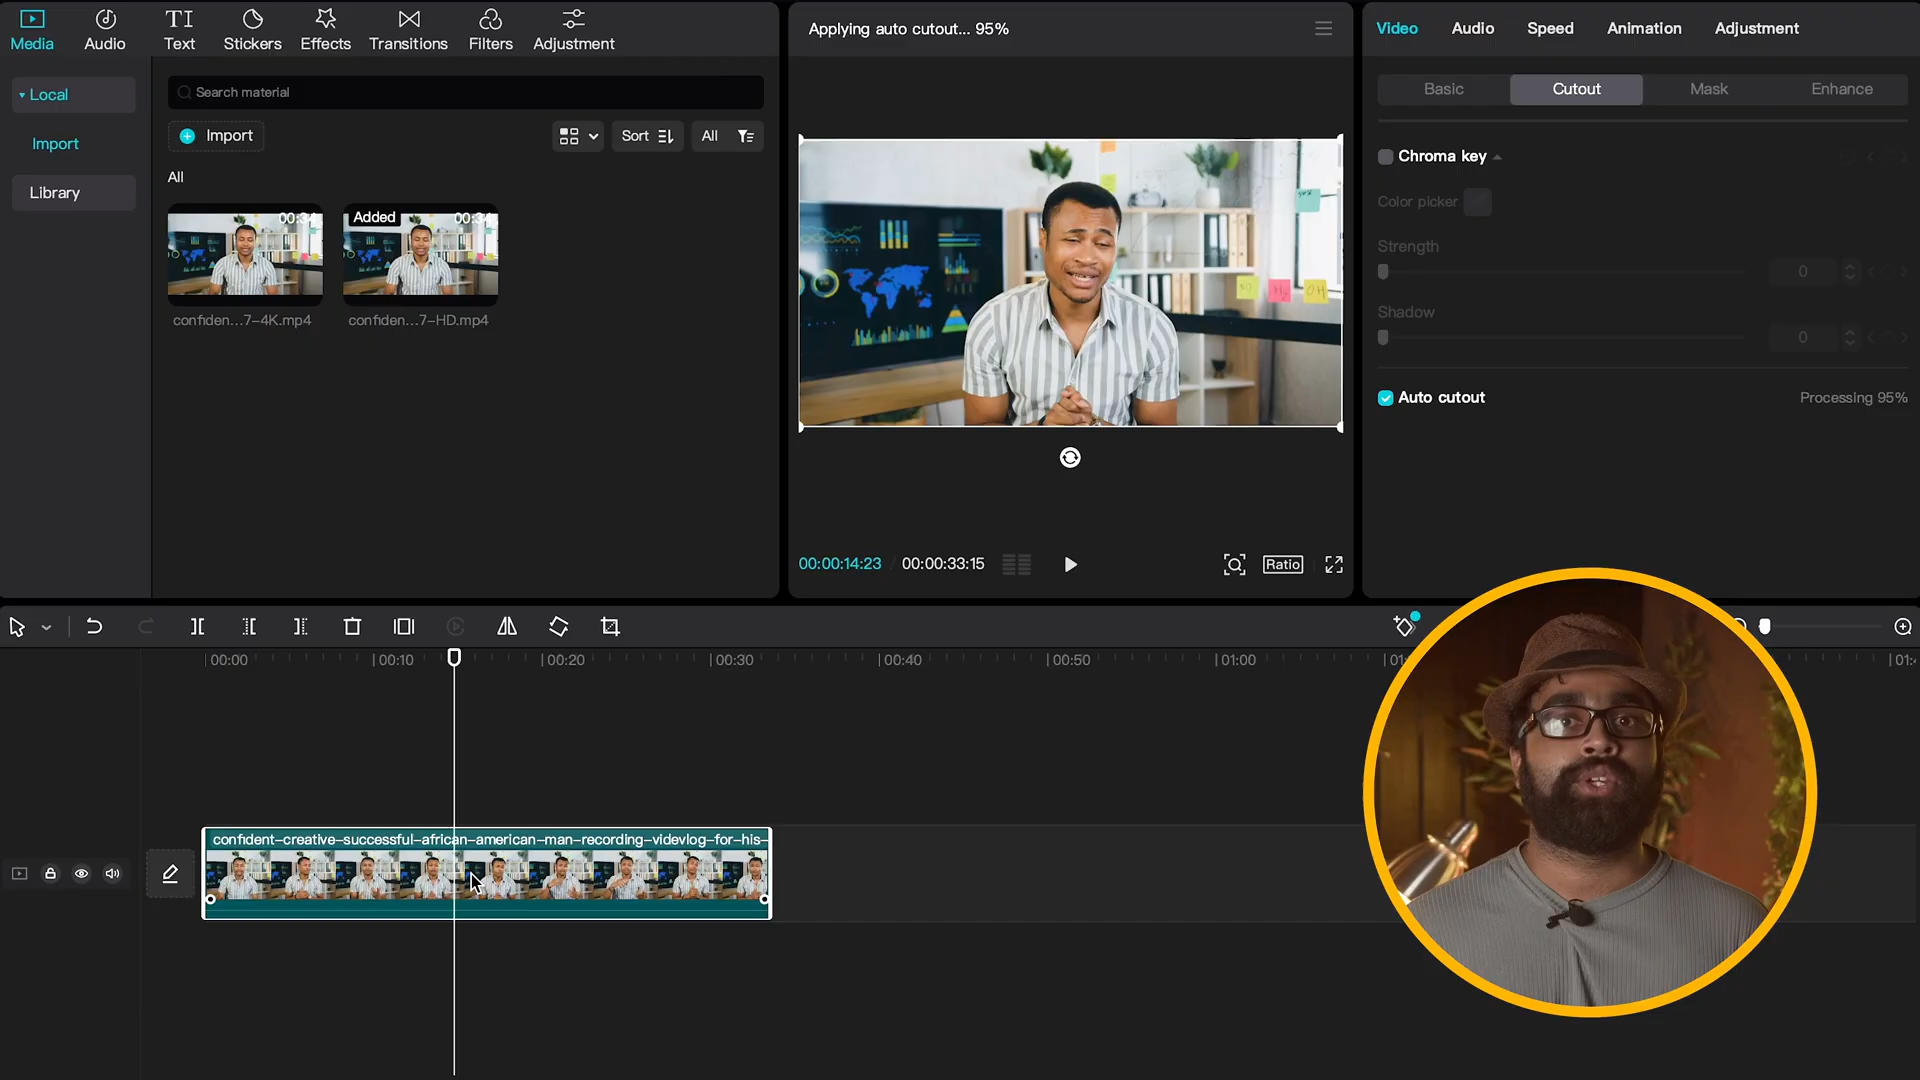 Media
Audio
Text
Stickers
Effects
Transitions
Filters
Adjustment
Applying auto cutout... 95%
Video
Audio
Speed
Animation
Adjustment
Local
Import
Library
Search material
Import
Sort
All
All
00:34
confiden...7-4K.mp4
Added
00:34
confiden...7-HD.mp4
Basic
Cutout
Mask
Enhance
Chroma key
Color picker
Strength
0
Shadow
0
Auto cutout
Processing 95%
00:00:14:23 / 00:00:33:15
Ratio
00:00
00:10
00:20
00:30
00:40
00:50
01:00
confident-creative-successful-african-american-man-recording-videvlog-for-his-